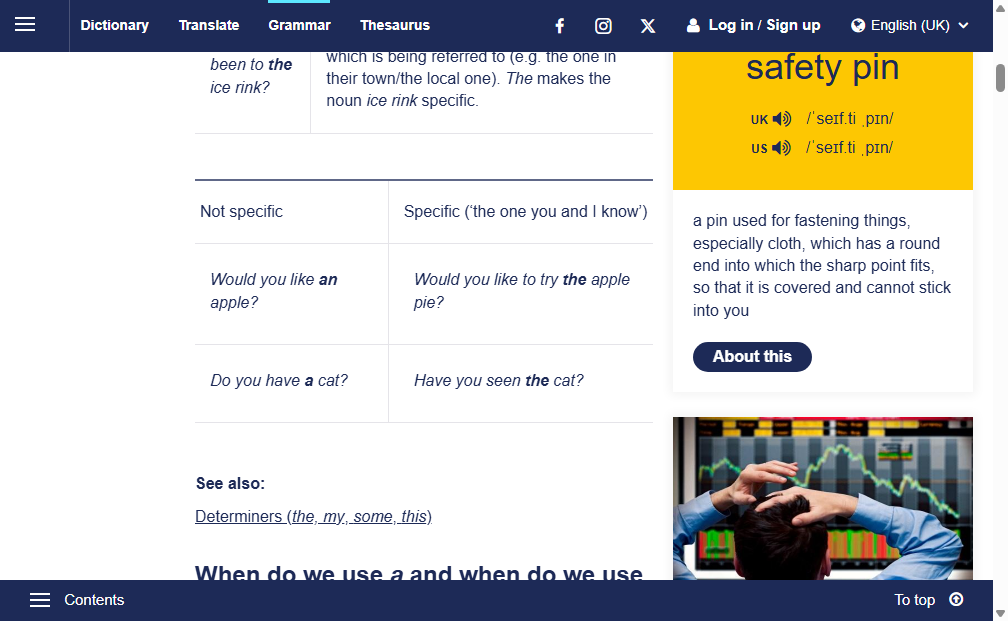 Dictionary Translate Grammar Thesaurus Log in / Sign up English (UK)
been to the
ice rink?
which is being referred to (e.g. the one in
their town/the local one). The makes the
noun ice rink specific.
Not specific Specific (‘the one you and I know’)
Would you like an
apple?
Would you like to try the apple
pie?
Do you have a cat? Have you seen the cat?
See also:
Determiners (the, my, some, this)
When do we use a and when do we use
safety pin
UK /ˈseɪf.ti ˌpɪn/
US /ˈseɪf.ti ˌpɪn/
a pin used for fastening things,
especially cloth, which has a round
end into which the sharp point fits,
so that it is covered and cannot stick
into you
About this
Contents To top